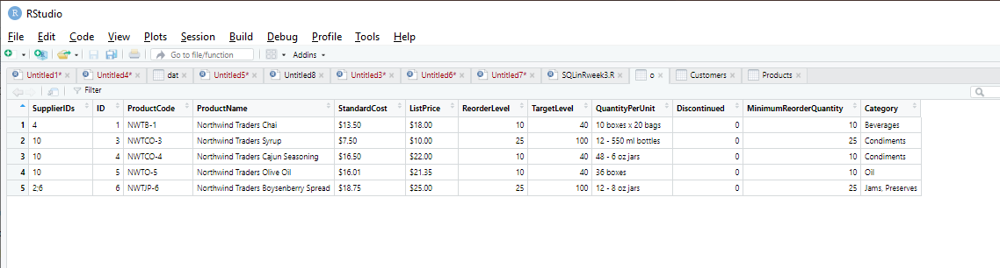 RStudio
File Edit Code View Plots Session Build Debug Profile Tools Help
Go to file/function Addins
Untitled1* Untitled4* dat Untitled5* Untitled8 Untitled3* Untitled6* Untitled7* SQLinRweek3.R o Customers Products
Filter
SupplierIDs ID ProductCode ProductName StandardCost ListPrice ReorderLevel TargetLevel QuantityPerUnit Discontinued MinimumReorderQuantity Category
1 4 1 NWTB-1 Northwind Traders Chai $13.50 $18.00 10 40 10 boxes x 20 bags 0 10 Beverages
2 10 3 NWTCO-3 Northwind Traders Syrup $7.50 $10.00 25 100 12 - 550 ml bottles 0 25 Condiments
3 10 4 NWTCO-4 Northwind Traders Cajun Seasoning $16.50 $22.00 10 40 48 - 6 oz jars 0 10 Condiments
4 10 5 NWTO-5 Northwind Traders Olive Oil $16.01 $21.35 10 40 36 boxes 0 10 Oil
5 2;6 6 NWTJP-6 Northwind Traders Boysenberry Spread $18.75 $25.00 25 100 12 - 8 oz jars 0 25 Jams, Preserves